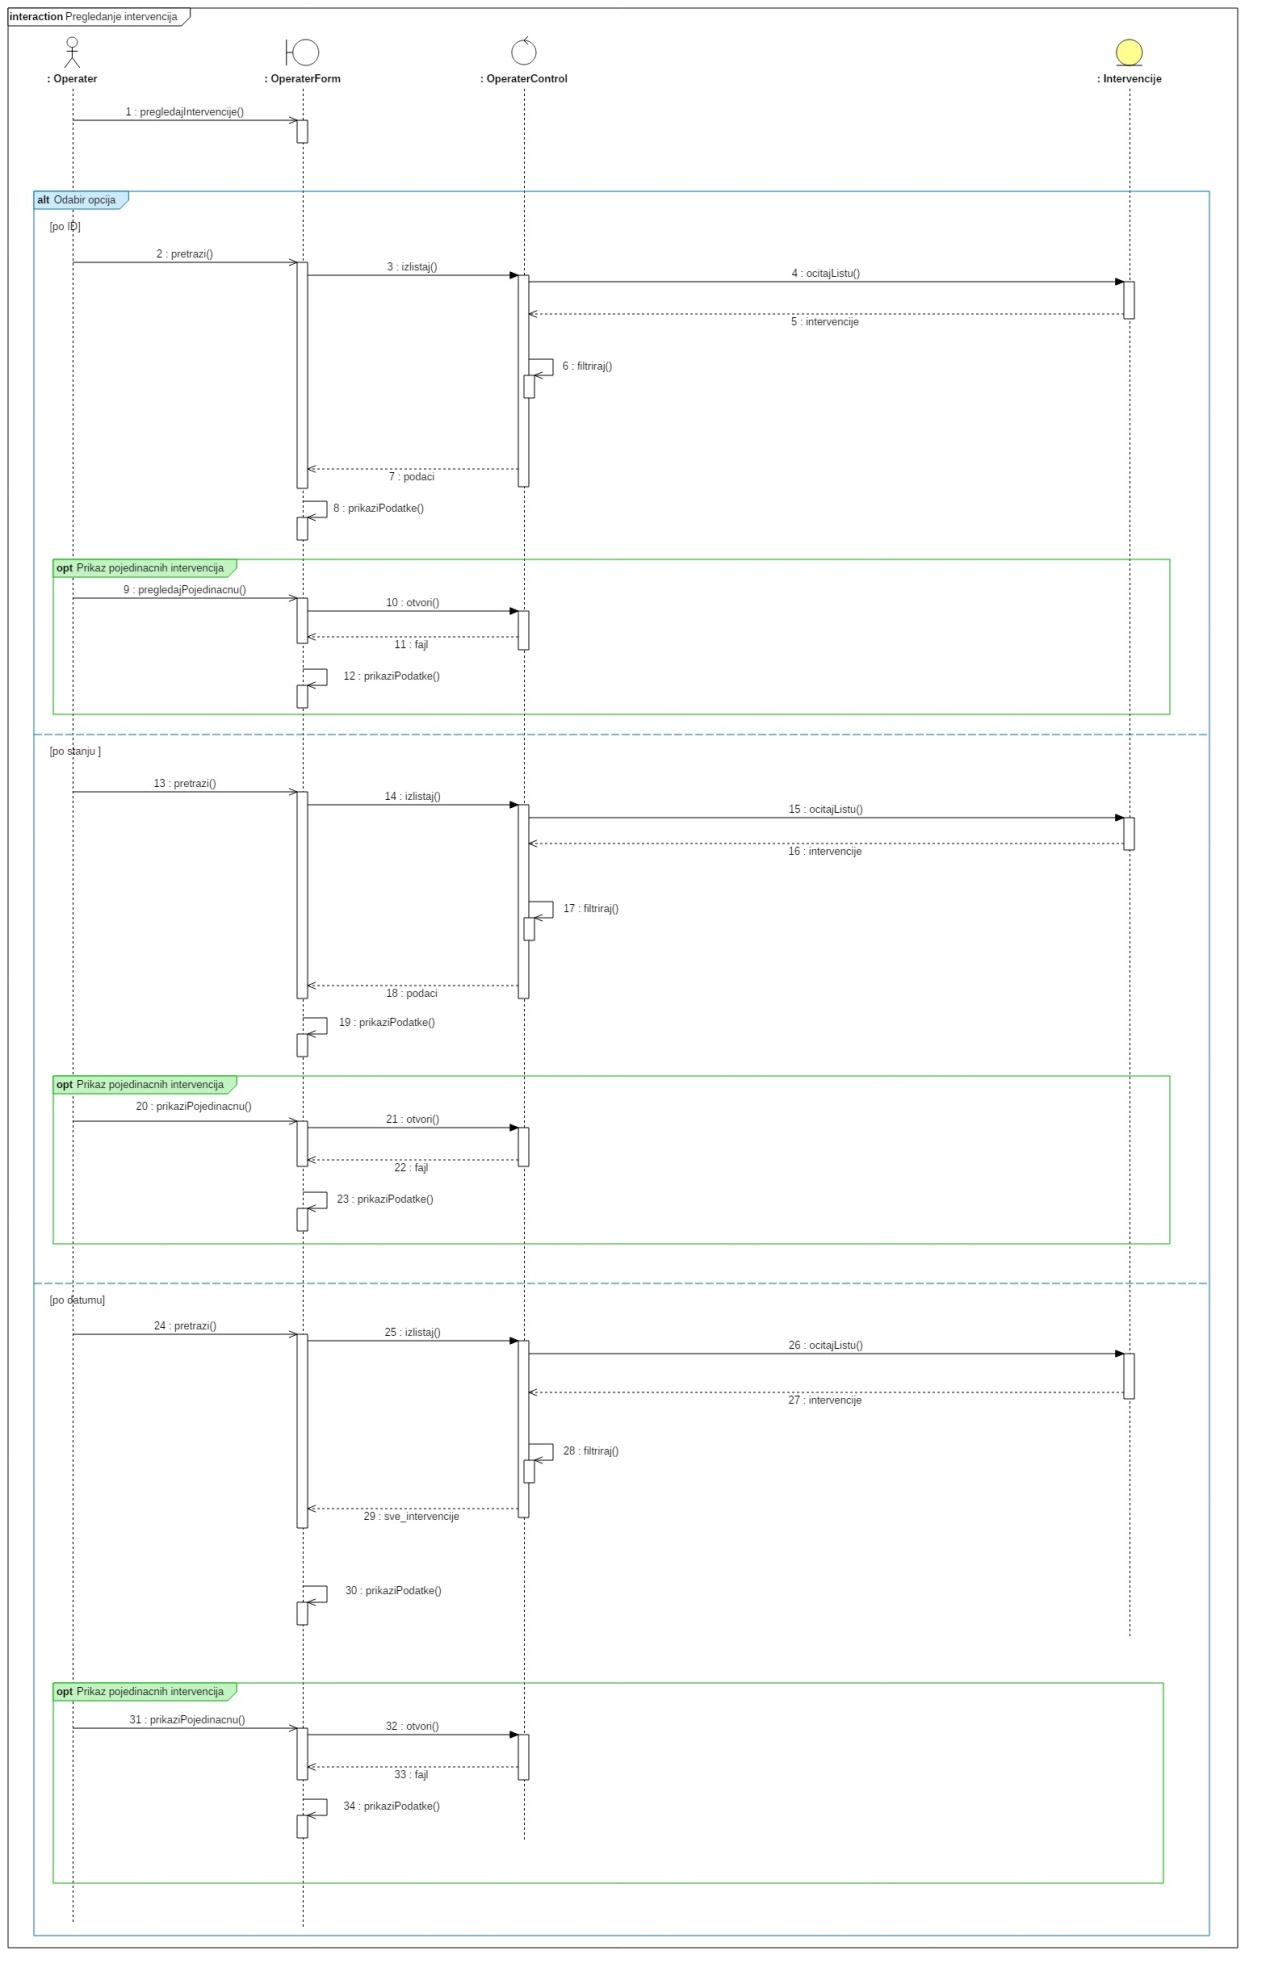 interaction Pregledanje intervencija
: Operater
: OperaterForm
: OperaterControl
: Intervencije
1 : pregledajIntervencije()
alt Odabir opcija
[po ID]
2 : pretrazi()
3 : izlistaj()
4 : ocitajListu()
5 : intervencije
6 : filtriraj()
7 : podaci
8 : prikaziPodatke()
opt Prikaz pojedinacnih intervencija
9 : pregledajPojedinacnu()
10 : otvori()
11 : fajl
12 : prikaziPodatke()
[po stanju ]
13 : pretrazi()
14 : izlistaj()
15 : ocitajListu()
16 : intervencije
17 : filtriraj()
18 : podaci
19 : prikaziPodatke()
opt Prikaz pojedinacnih intervencija
20 : prikaziPojedinacnu()
21 : otvori()
22 : fajl
23 : prikaziPodatke()
[po datumu]
24 : pretrazi()
25 : izlistaj()
26 : ocitajListu()
27 : intervencije
28 : filtriraj()
29 : sve_intervencije
30 : prikaziPodatke()
opt Prikaz pojedinacnih intervencija
31 : prikaziPojedinacnu()
32 : otvori()
33 : fajl
34 : prikaziPodatke()